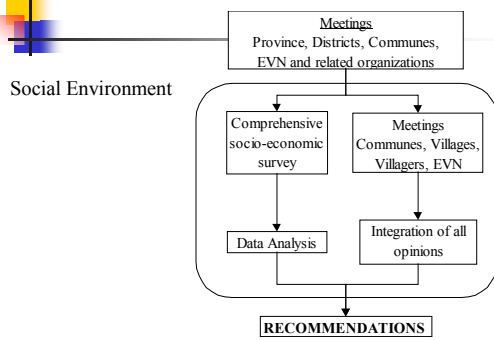 Meetings
Province, Districts, Communes,
EVN and related organizations
Social Environment
Comprehensive
socio-economic
survey
Meetings
Communes, Villages,
Villagers, EVN
Data Analysis
Integration of all
opinions
RECOMMENDATIONS